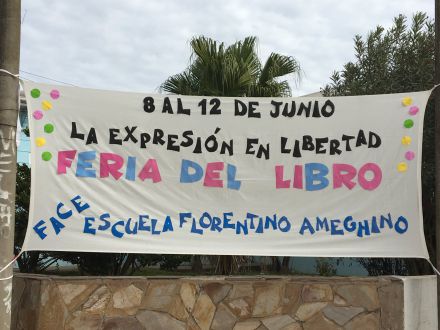 8 AL 12 DE JUNIO
LA EXPRESIÓN EN LIBERTAD
FERIA DEL LIBRO
FACE ESCUELA FLORENTINO AMEGHINO